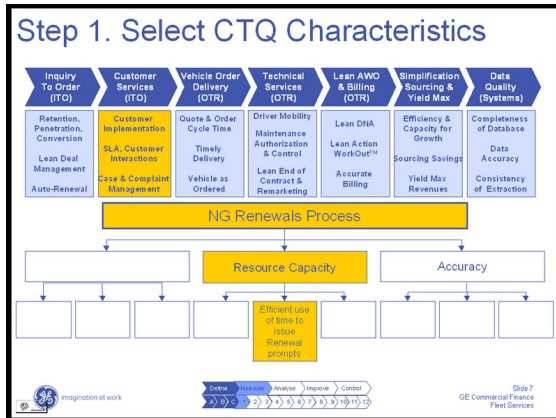 Step 1. Select CTQ Characteristics
Inquiry
To Order
(ITO)
Customer
Services
(ITO)
Vehicle Order
Delivery
(OTR)
Technical
Services
(OTR)
Lean AWO
& Billing
(OTR)
Simplification
Sourcing &
Yield Max
Data
Quality
(Systems)
Retention,
Penetration,
Conversion
Lean Deal
Management
Auto-Renewal
Customer
Implementation
SLA, Customer
Interactions
Case & Complaint
Management
Quote & Order
Cycle Time
Timely
Delivery
Vehicle as
Ordered
Driver Mobility
Maintenance
Authorization
& Control
Lean End of
Contract &
Remarketing
Lean DNA
Lean Action
WorkOut™
Accurate
Billing
Efficiency &
Capacity for
Growth
Sourcing Savings
Yield Max
Revenues
Completeness
of Database
Data
Accuracy
Consistency
of Extraction
NG Renewals Process
Resource Capacity
Accuracy
Efficient use
of time to
issue
Renewal
prompts
imagination at work
Define Measure Analyse Improve Control
A B C 1 2 3 4 5 6 7 8 9 10 11 12
Slide 7
GE Commercial Finance
Fleet Services